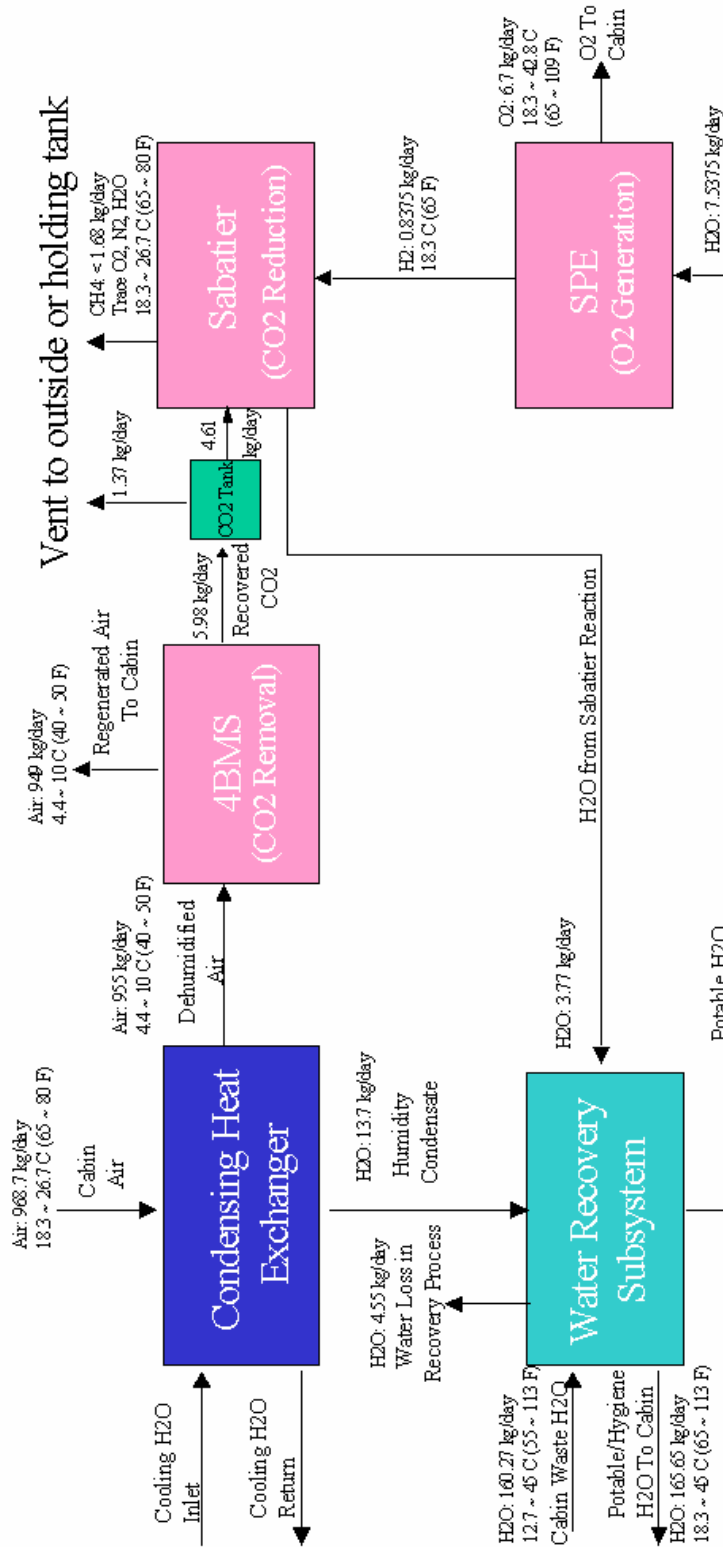 Vent to outside or holding tank
Air: 968.7 kg/day
18.3 ~ 26.7 C (65 ~ 80 F)
Cabin
Air
Cooling H2O
Inlet
Cooling H2O
Return
Condensing Heat
Exchanger
Air: 955 kg/day
4.4 ~ 10 C (40 ~ 50 F)
Dehumidified
Air
Air: 949 kg/day
4.4 ~ 10 C (40 ~ 50 F)
Regenerated Air
To Cabin
4BMS
(CO2 Removal)
5.98 kg/day
Recovered
CO2
1.37 kg/day
CO2 Tank
4.61
kg/day
CH4: < 1.68 kg/day
Trace O2, N2, H2O
18.3 ~ 26.7 C (65 ~ 80 F)
Sabatier
(CO2 Reduction)
H2O: 13.7 kg/day
Humidity
Condensate
H2O: 4.55 kg/day
Water Loss in
Recovery Process
H2O from Sabatier Reaction
H2O: 3.77 kg/day
H2: 0.8375 kg/day
18.3 C (65 F)
O2: 6.7 kg/day
18.3 ~ 42.8 C
(65 ~ 109 F)
O2 To
Cabin
SPE
(O2 Generation)
H2O: 160.27 kg/day
12.7 ~ 45 C (55 ~ 113 F)
Cabin Waste H2O
Potable/Hygiene
H2O To Cabin
H2O: 165.65 kg/day
18.3 ~ 45 C (65 ~ 113 F)
Water Recovery
Subsystem
Potable H2O
H2O: 7.5375 kg/day